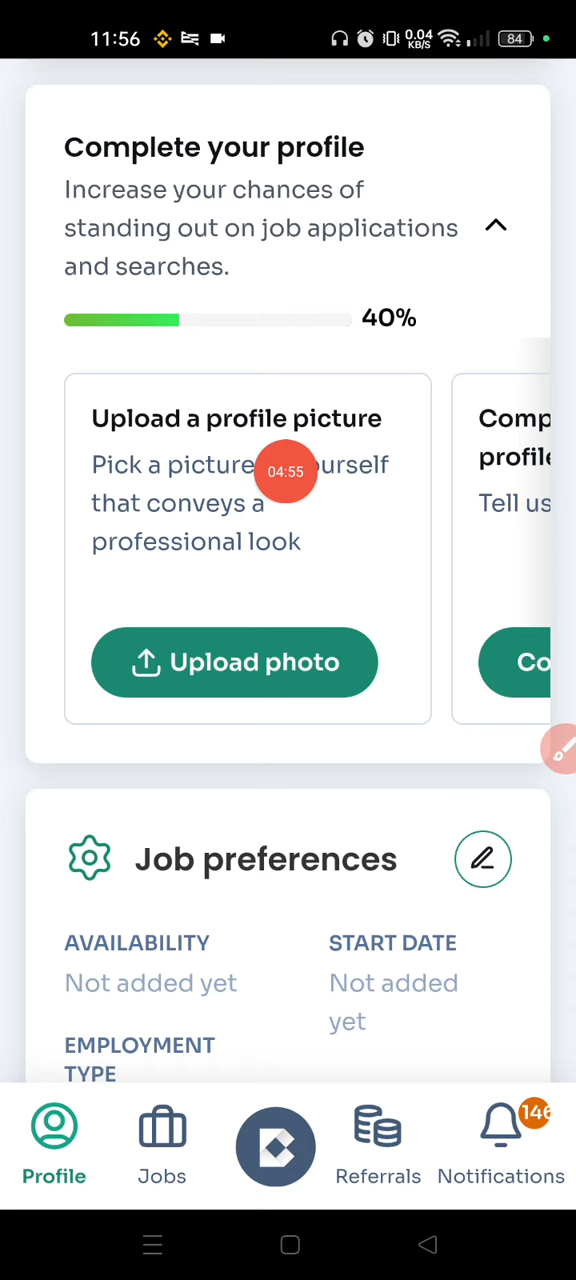 11:56 0.04 KB/S 84
Complete your profile
Increase your chances of
standing out on job applications
and searches.
40%
Upload a profile picture
Pick a picture urself
that conveys a
professional look
Upload photo
Comp
profile
Tell us
Co
04:55
Job preferences
AVAILABILITY
Not added yet
START DATE
Not added
yet
EMPLOYMENT
TYPE
Profile
Jobs
Referrals
Notifications
146